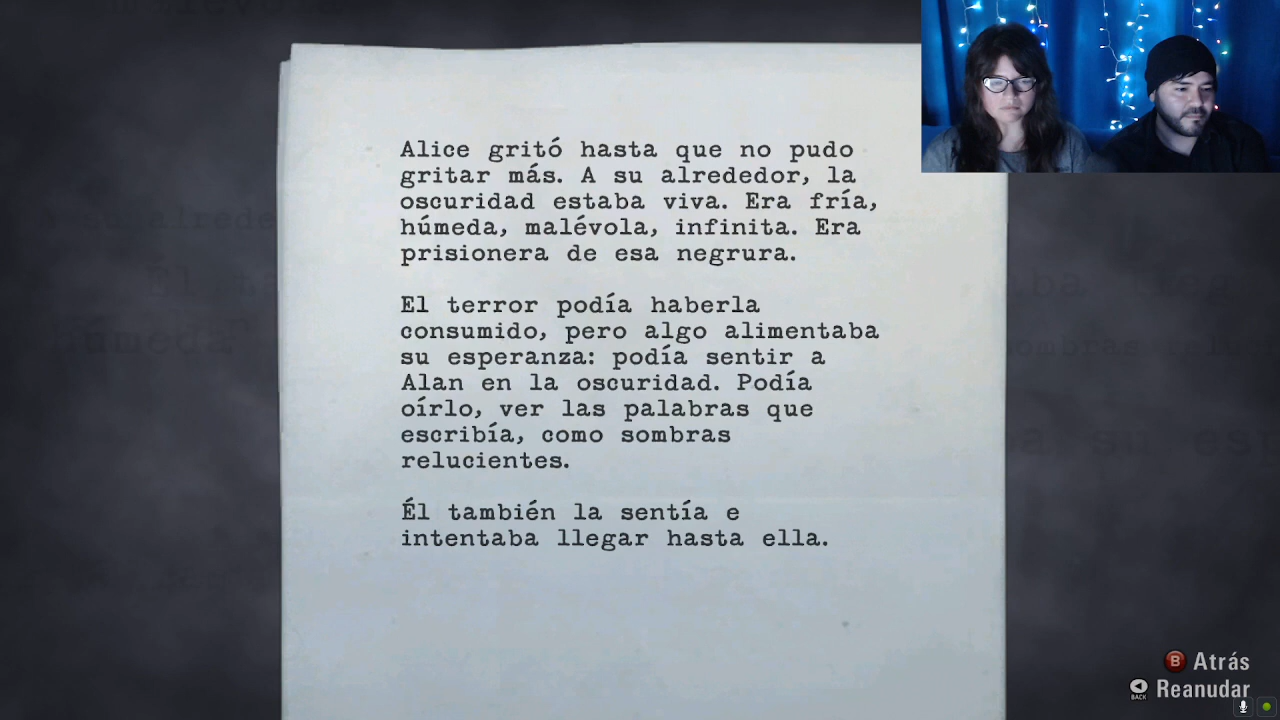 Alice gritó hasta que no pudo
gritar más. A su alrededor, la
oscuridad estaba viva. Era fría,
húmeda, malévola, infinita. Era
prisionera de esa negrura.
El terror podía haberla
consumido, pero algo alimentaba
su esperanza: podía sentir a
Alan en la oscuridad. Podía
oírlo, ver las palabras que
escribía, como sombras
relucientes.
Él también la sentía e
intentaba llegar hasta ella.
B Atrás
BACK Reanudar